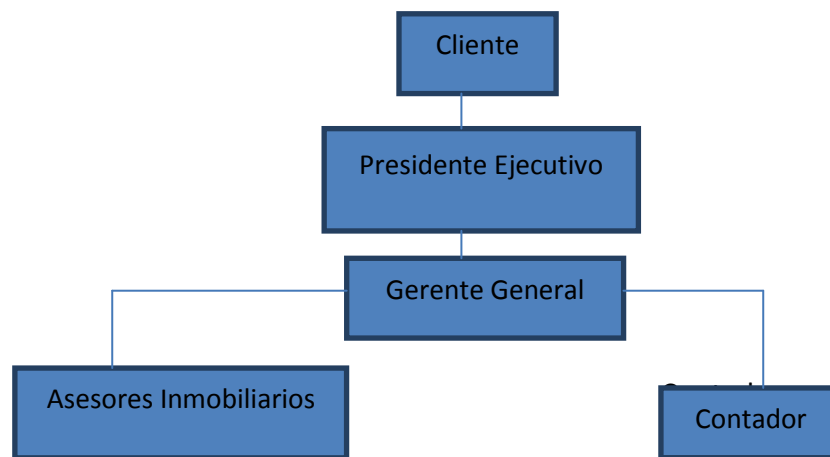 Cliente
Presidente Ejecutivo
Gerente General
Asesores Inmobiliarios
Contador